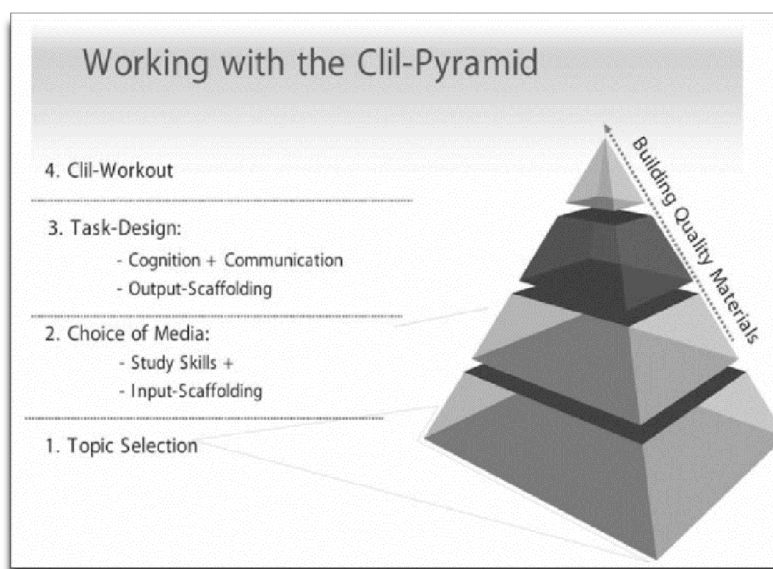 Working with the Clil-Pyramid
4. Clil-Workout
3. Task-Design:
- Cognition + Communication
- Output-Scaffolding
2. Choice of Media:
- Study Skills +
- Input-Scaffolding
1. Topic Selection
Building Quality Materials